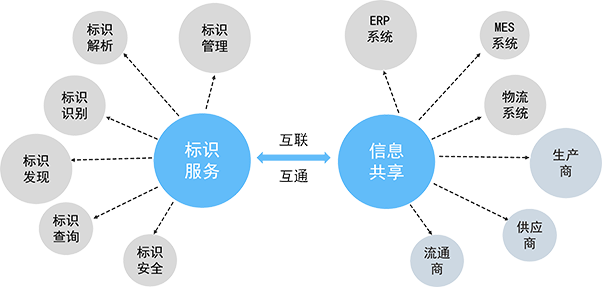 标识
解析
标识
管理
标识
识别
标识
发现
标识
查询
标识
安全
标识
服务
互联
互通
信息
共享
ERP
系统
MES
系统
物流
系统
生产
商
供应
商
流通
商